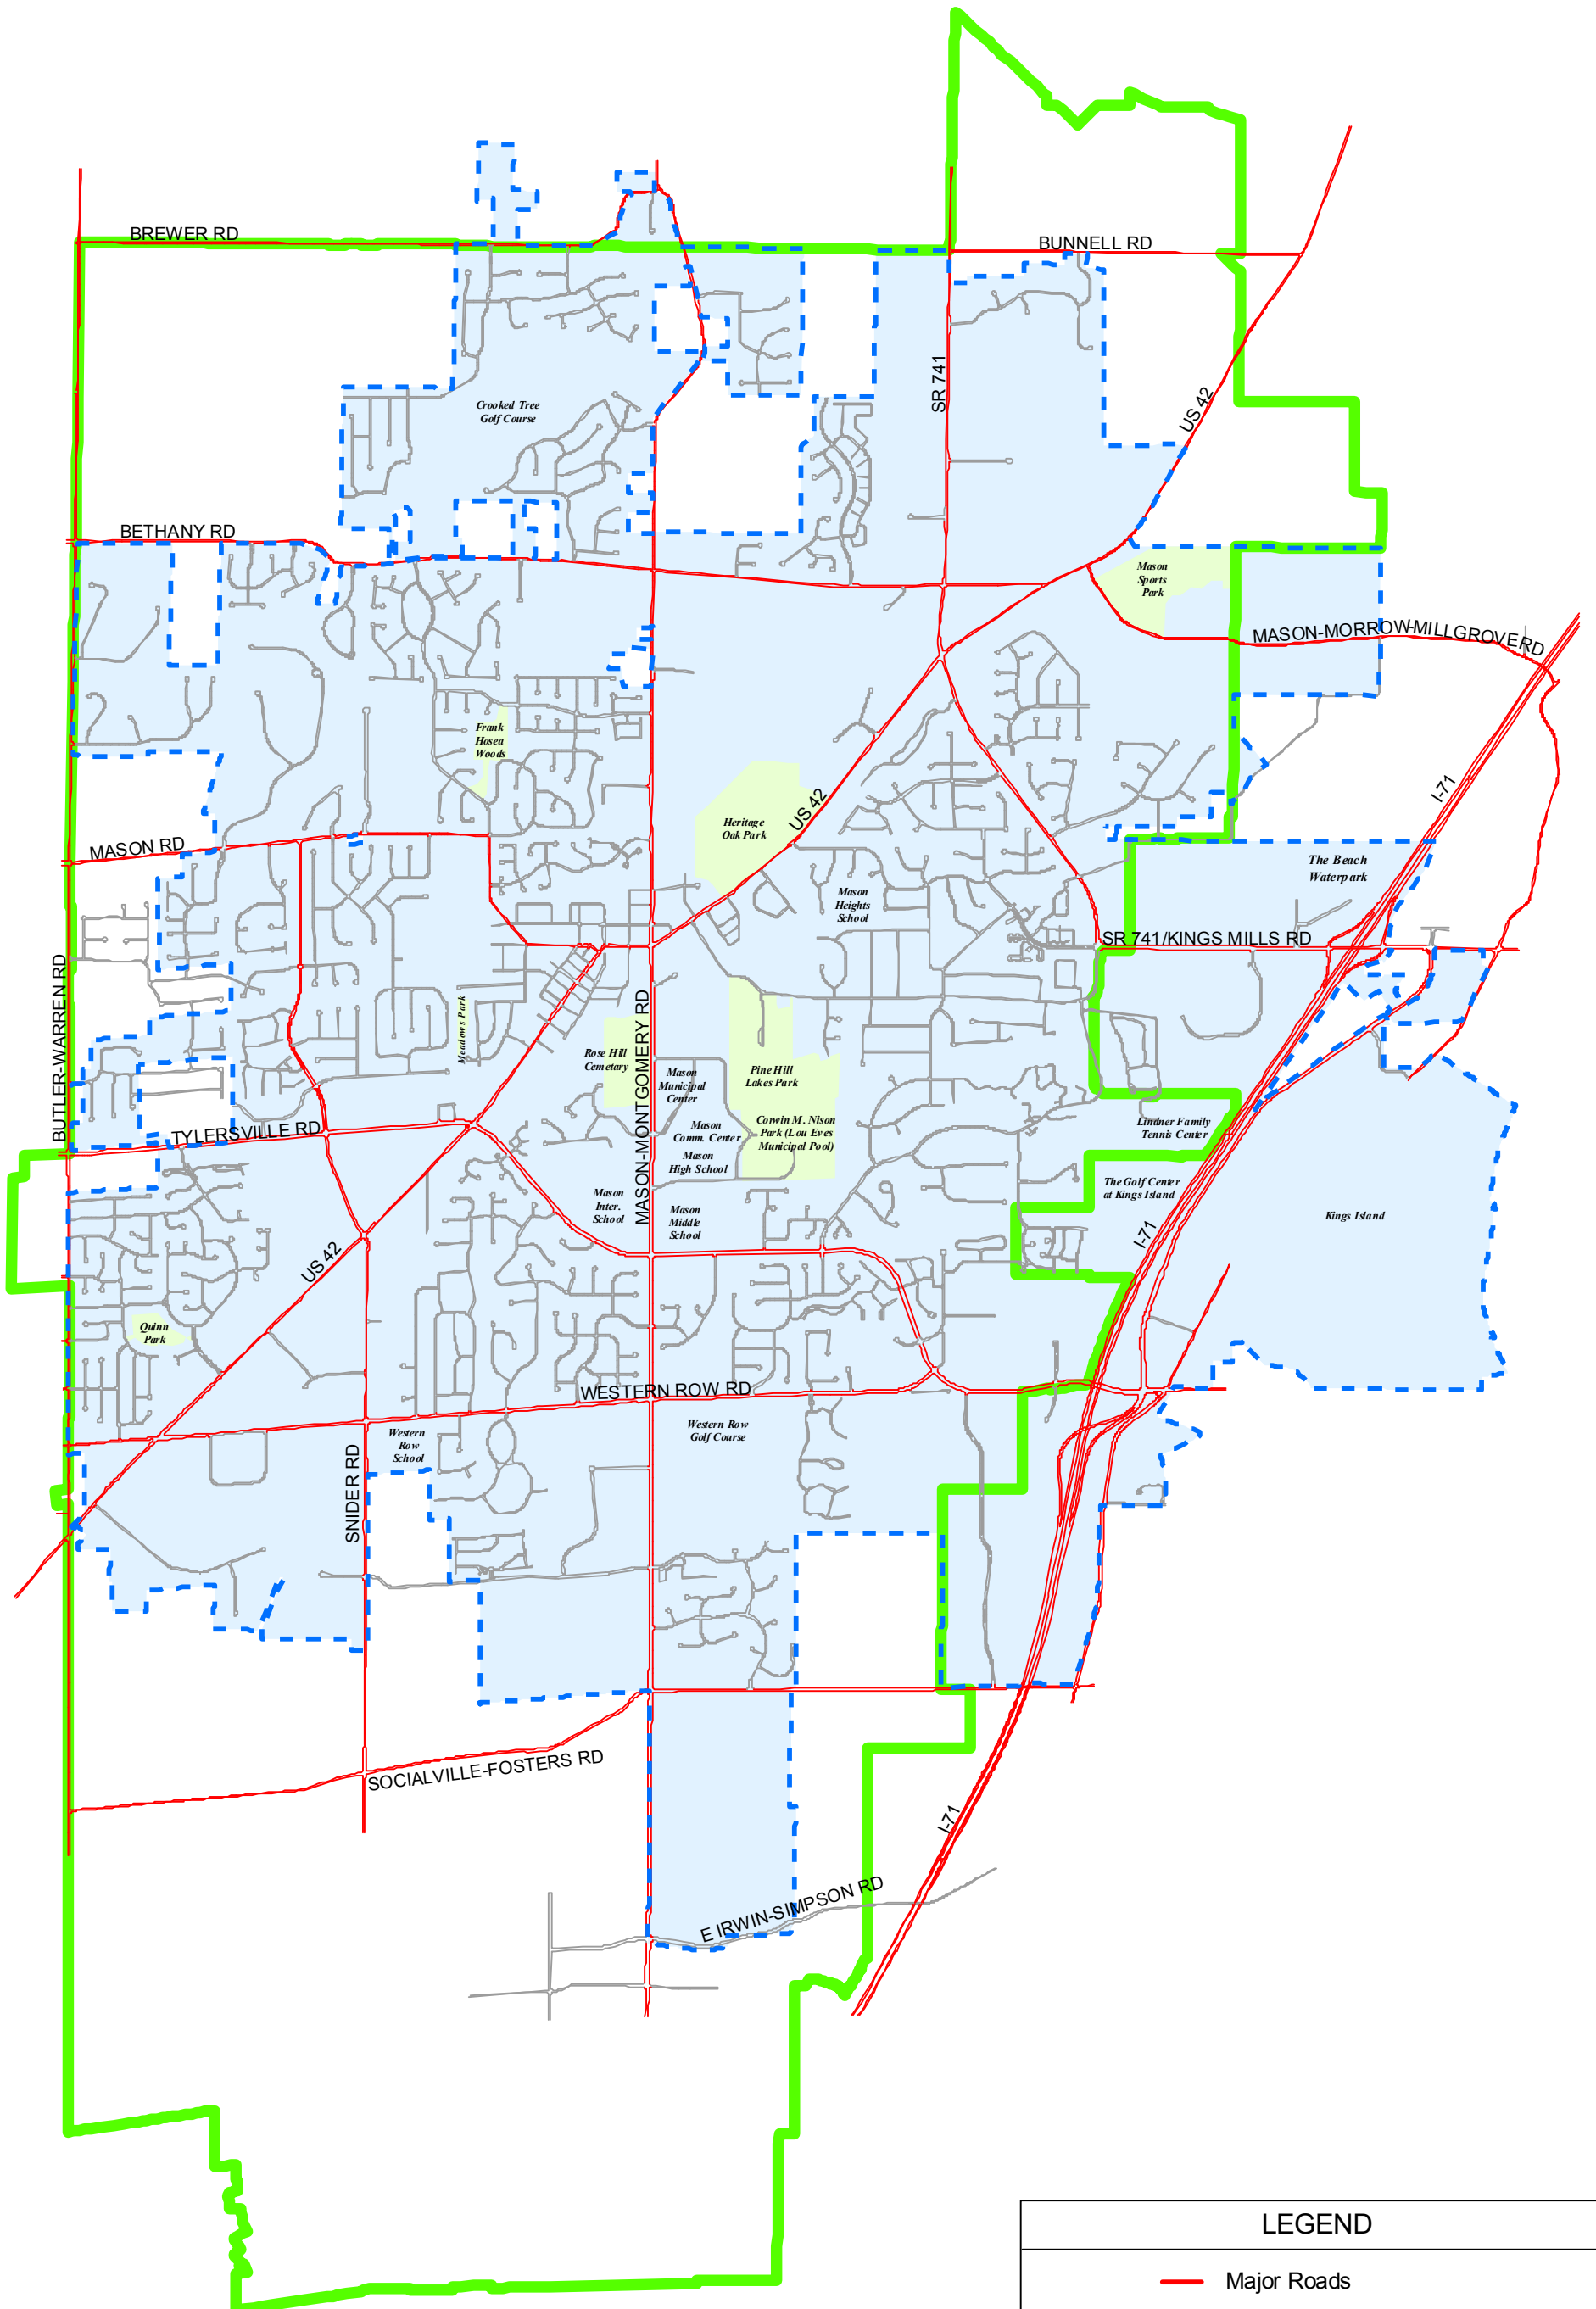 BREWER RD
BUNNELL RD
SR 741
US 42
Crooked Tree
Golf Course
BETHANY RD
Mason
Sports
Park
MASON-MORROW-MILLGROVE RD
Frank
Hosea
Woods
I-71
US 42
Heritage
Oak Park
MASON RD
The Beach
Waterpark
Mason
Heights
School
SR 741/KINGS MILLS RD
BUTLER-WARREN RD
Meadows Park
MASON-MONTGOMERY RD
Rose Hill
Cemetary
Mason
Municipal
Center
Pine Hill
Lakes Park
TYLERSVILLE RD
Mason
Comm. Center
Corwin M. Nison
Park (Lou Eves
Municipal Pool)
Lindner Family
Tennis Center
Mason
High School
The Golf Center
at Kings Island
Mason
Inter.
School
Mason
Middle
School
Kings Island
I-71
US 42
Quinn
Park
WESTERN ROW RD
Western
Row
School
Western Row
Golf Course
SNIDER RD
SOCIALVILLE-FOSTERS RD
I-71
E IRWIN-SIMPSON RD
LEGEND
Major Roads